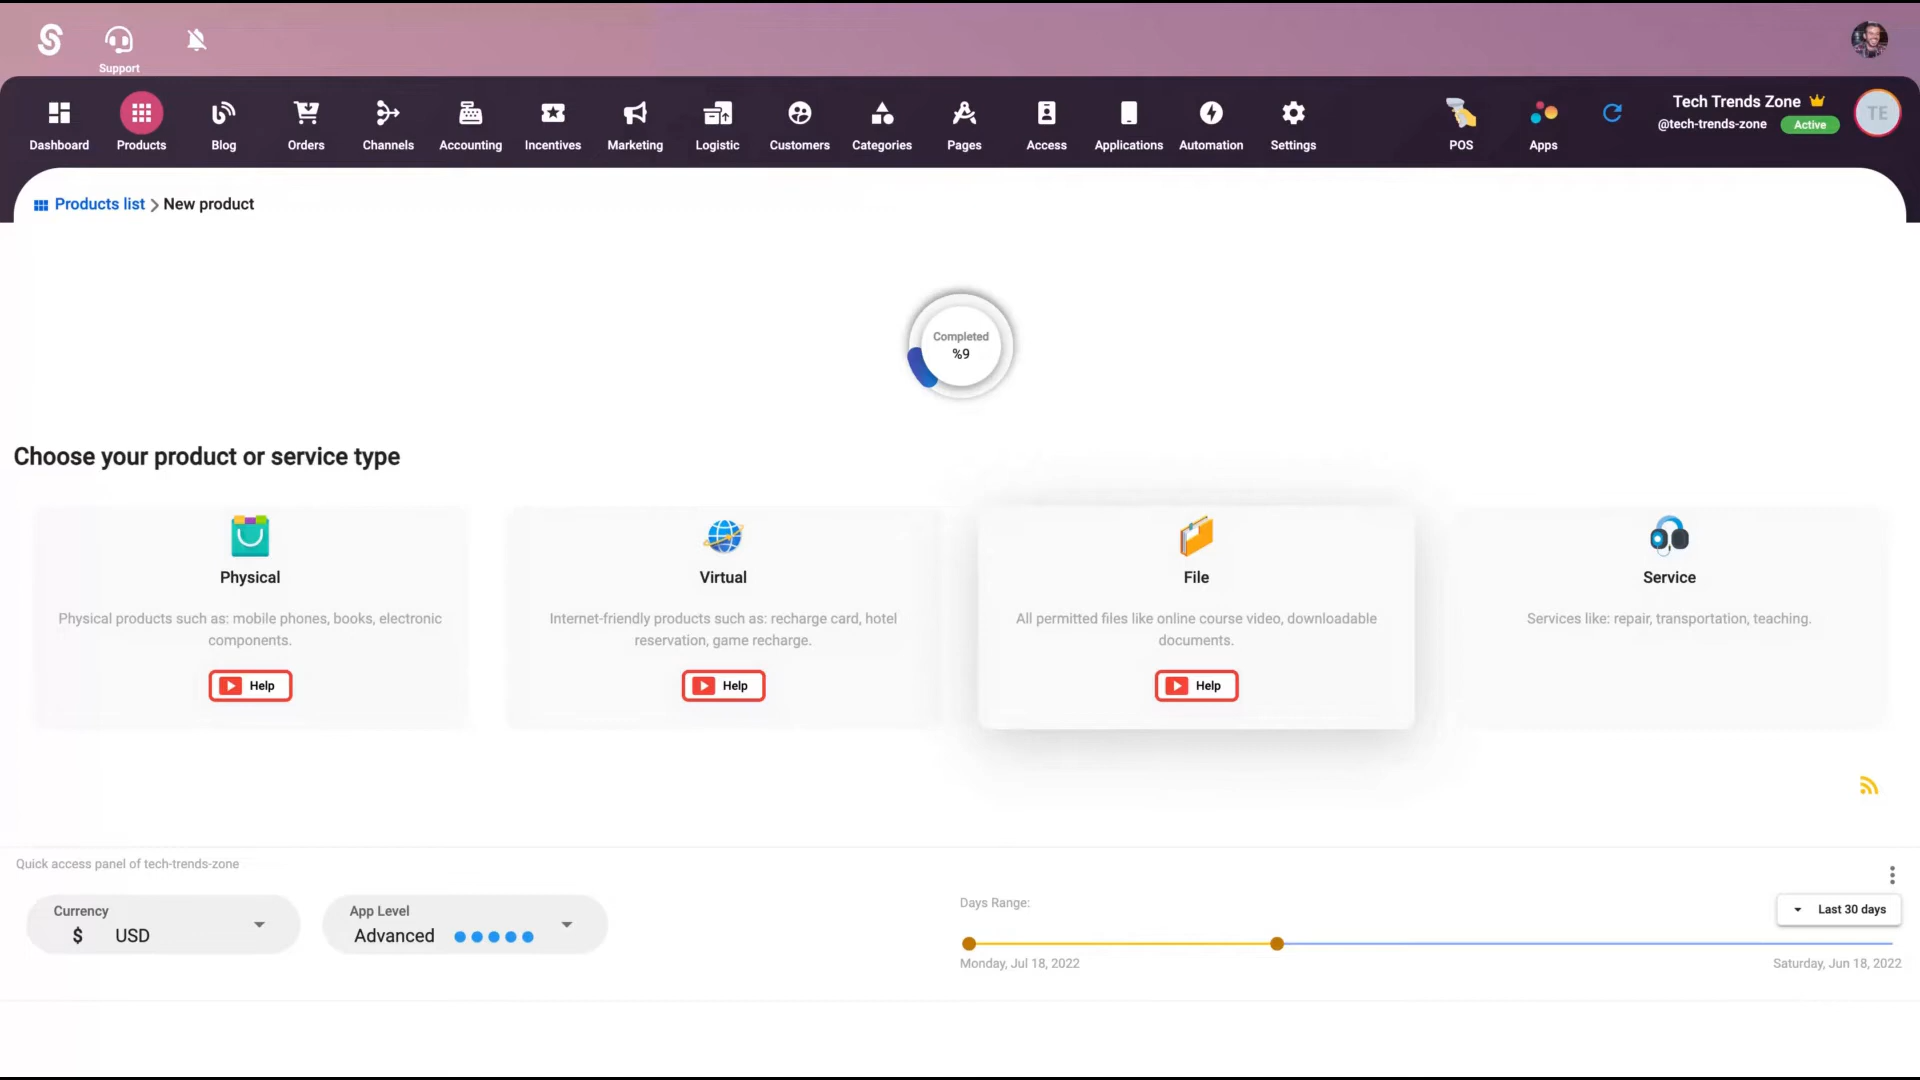 Support
Dashboard
Products
Blog
Orders
Channels
Accounting
Incentives
Marketing
Logistic
Customers
Categories
Pages
Access
Applications
Automation
Settings
POS
Apps
Tech Trends Zone
@tech-trends-zone
Active
TE
Products list
New product
Completed
%9
Choose your product or service type
Physical
Physical products such as: mobile phones, books, electronic
components.
Help
Virtual
Internet-friendly products such as: recharge card, hotel
reservation, game recharge.
Help
File
All permitted files like online course video, downloadable
documents.
Help
Service
Services like: repair, transportation, teaching.
Quick access panel of tech-trends-zone
Currency
$ USD
App Level
Advanced
Days Range:
Last 30 days
Monday, Jul 18, 2022
Saturday, Jun 18, 2022